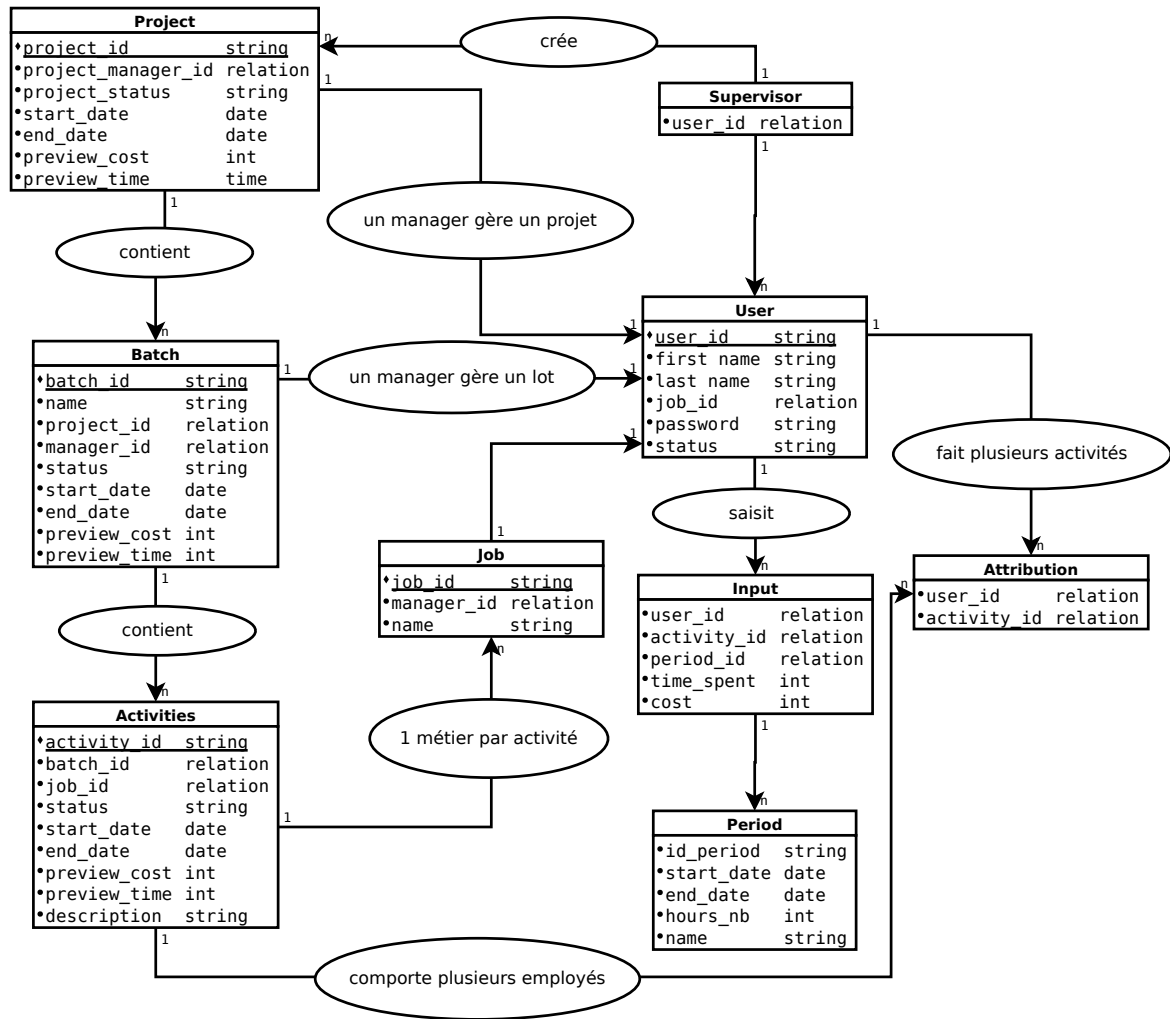 Project
project_id string
project_manager_id relation
project_status string
start_date date
end_date date
preview_cost int
preview_time time
n
crée
1
Supervisor
user_id relation
1
1
un manager gère un projet
1
1
contient
n
n
User
user_id string
first name string
last name string
job_id relation
password string
status string
1
1
1
1
1
Batch
batch_id string
name string
project_id relation
manager_id relation
status string
start_date date
end_date date
preview_cost int
preview_time int
1
un manager gère un lot
fait plusieurs activités
n
saisit
n
1
Job
job_id string
manager_id relation
name string
n
Attribution
user_id relation
activity_id relation
n
Input
user_id relation
activity_id relation
period_id relation
time_spent int
cost int
1
1
contient
n
Activities
activity_id string
batch_id relation
job_id relation
status string
start_date date
end_date date
preview_cost int
preview_time int
description string
1
1 métier par activité
n
Period
id_period string
start_date date
end_date date
hours_nb int
name string
1
comporte plusieurs employés